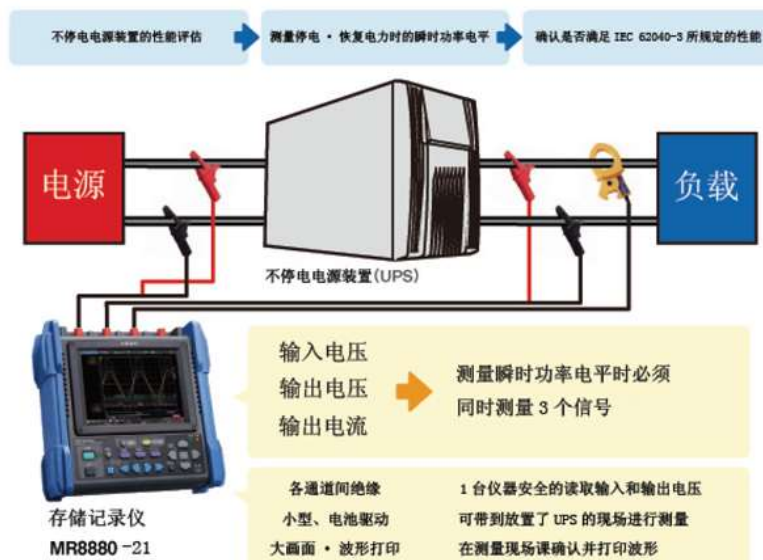 不停电电源装置的性能评估
测量停电・恢复电力时的瞬时功率电平
确认是否满足 IEC 62040-3 所规定的性能
电源
负载
不停电电源装置(UPS)
输入电压
输出电压
输出电流
测量瞬时功率电平时必须
同时测量 3 个信号
存储记录仪
MR8880 -21
各通道间绝缘
1 台仪器安全的读取输入和输出电压
小型、电池驱动
可带到放置了 UPS 的现场进行测量
大画面・波形打印
在测量现场课确认并打印波形